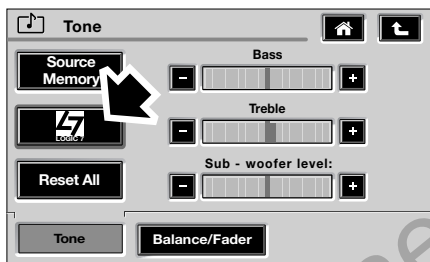 Tone
Source
Memory
Bass
- +
LOGIC 7
Treble
- +
Reset All
Sub - woofer level:
- +
Tone
Balance/Fader